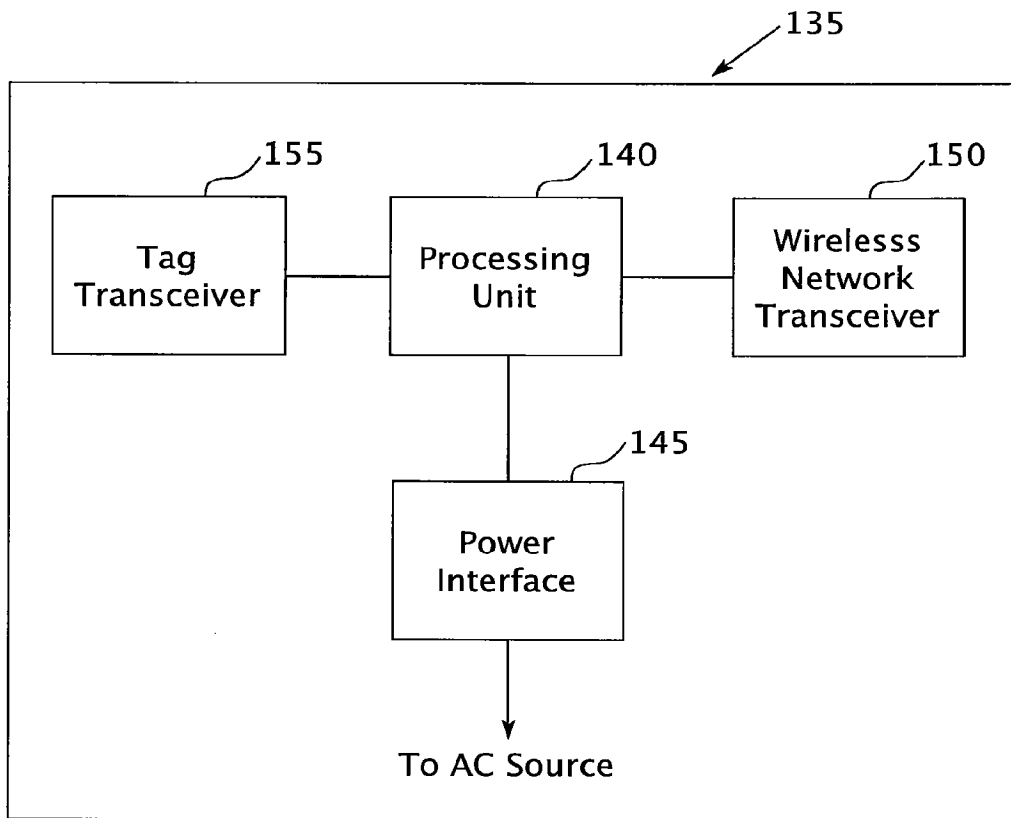 135
155
140
150
Tag
Transceiver
Processing
Unit
Wirelesss
Network
Transceiver
145
Power
Interface
To AC Source